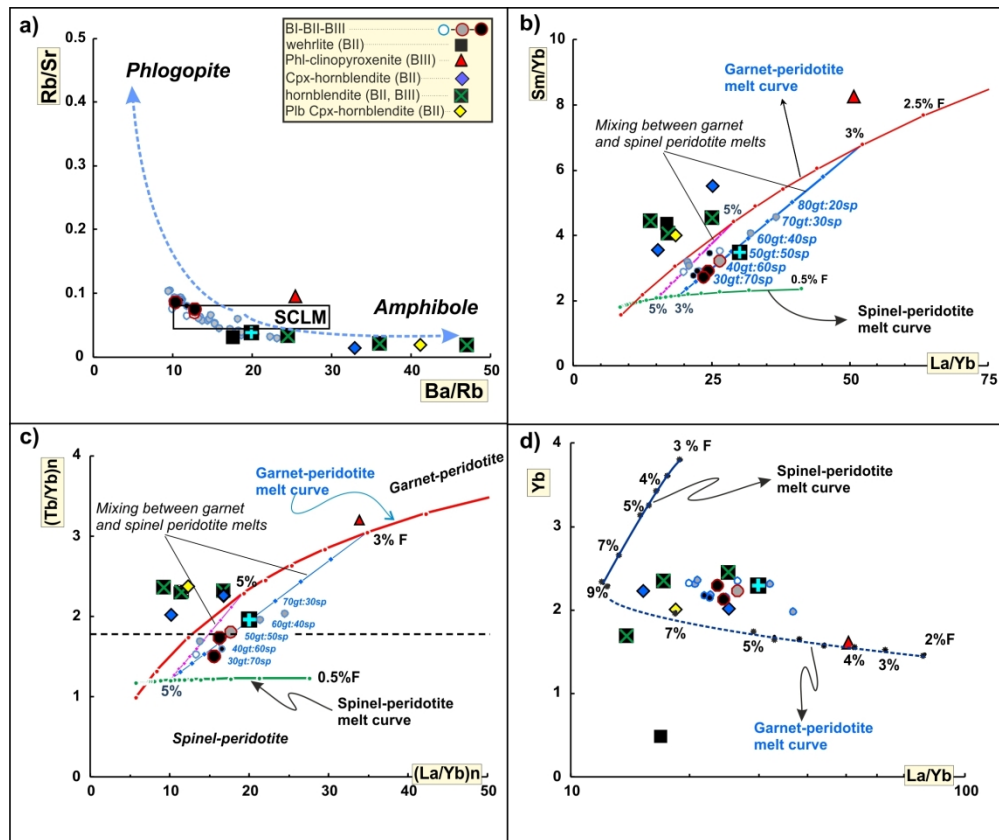 a)
Rb/Sr
0.5
0.4
0.3
0.2
0.1
0
0
10
20
30
40
50
Ba/Rb
Phlogopite
Amphibole
SCLM
BI-BII-BIII
wehrlite (BII)
Phl-clinopyroxenite (BIII)
Cpx-hornblendite (BII)
hornblendite (BII, BIII)
Plb Cpx-hornblendite (BII)
b)
Sm/Yb
10
8
6
4
2
0
0
25
50
75
La/Yb
Garnet-peridotite
melt curve
2.5% F
3%
Mixing between garnet
and spinel peridotite melts
5%
80gt:20sp
70gt:30sp
60gt:40sp
50gt:50sp
40gt:60sp
30gt:70sp
0.5% F
5%
3%
Spinel-peridotite
melt curve
c)
(Tb/Yb)n
4
3
2
1
0
0
10
20
30
40
50
(La/Yb)n
Garnet-peridotite
melt curve
Garnet-peridotite
Mixing between garnet
and spinel peridotite melts
3% F
5%
70gt:30sp
60gt:40sp
50gt:50sp
40gt:60sp
30gt:70sp
5%
0.5%F
Spinel-peridotite
melt curve
Spinel-peridotite
d)
Yb
4
3
2
1
0
10
100
La/Yb
3 % F
4%
5%
7%
9%
Spinel-peridotite
melt curve
7%
5%
4%
3%
2%F
Garnet-peridotite
melt curve